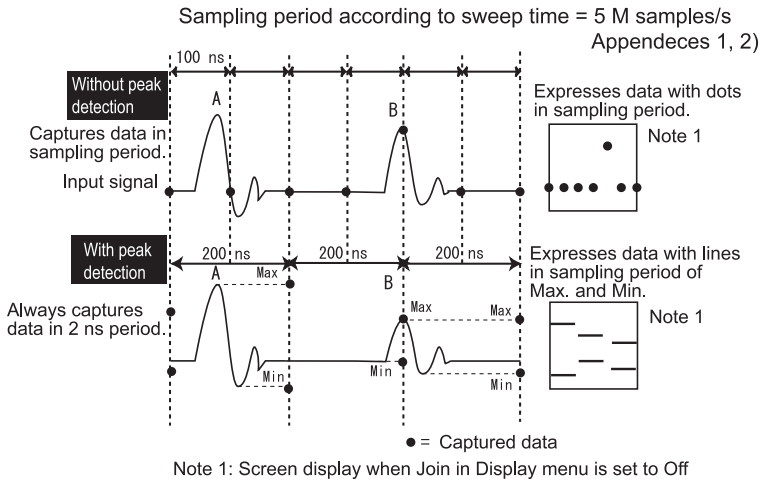 Sampling period according to sweep time = 5 M samples/s
Appendeces 1, 2)
100 ns
Without peak
detection
A
B
Captures data in
sampling period.
Input signal
Expresses data with dots
in sampling period.
Note 1
With peak
detection
200 ns
200 ns
200 ns
A
Max
B
Max
Max
Always captures
data in 2 ns period.
Min
Min
Min
Expresses data with lines
in sampling period of
Max. and Min.
Note 1
● = Captured data
Note 1: Screen display when Join in Display menu is set to Off